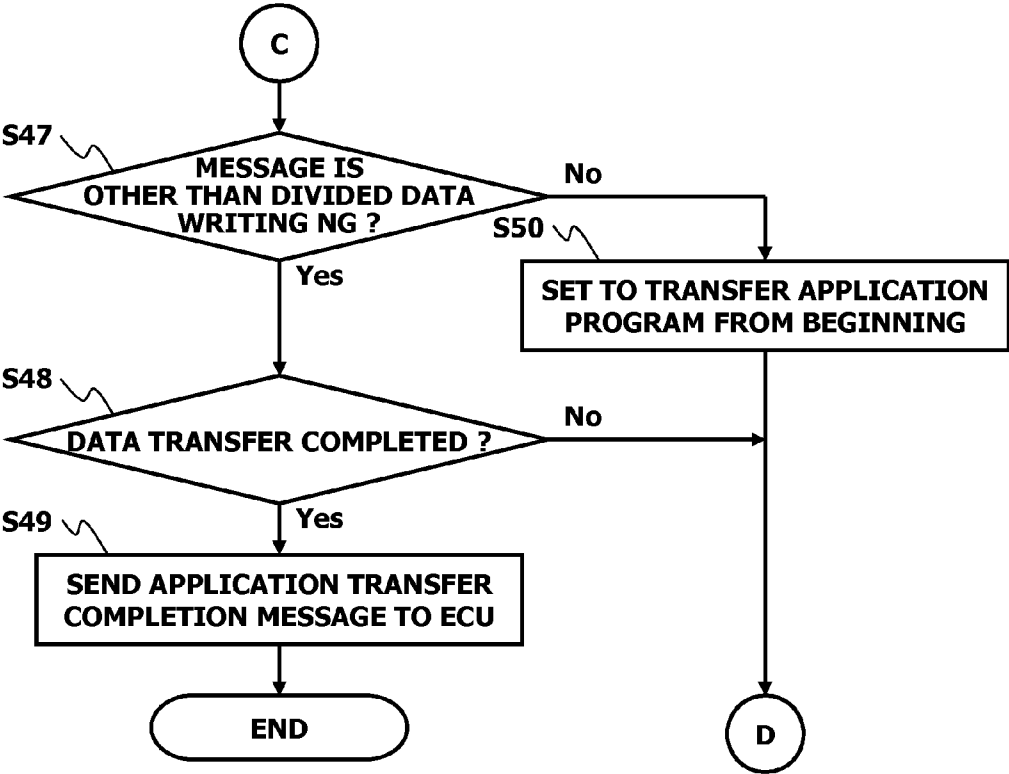 C
S47
MESSAGE IS
OTHER THAN DIVIDED DATA
WRITING NG ?
No
Yes
S50
SET TO TRANSFER APPLICATION
PROGRAM FROM BEGINNING
S48
DATA TRANSFER COMPLETED ?
No
Yes
S49
SEND APPLICATION TRANSFER
COMPLETION MESSAGE TO ECU
END
D